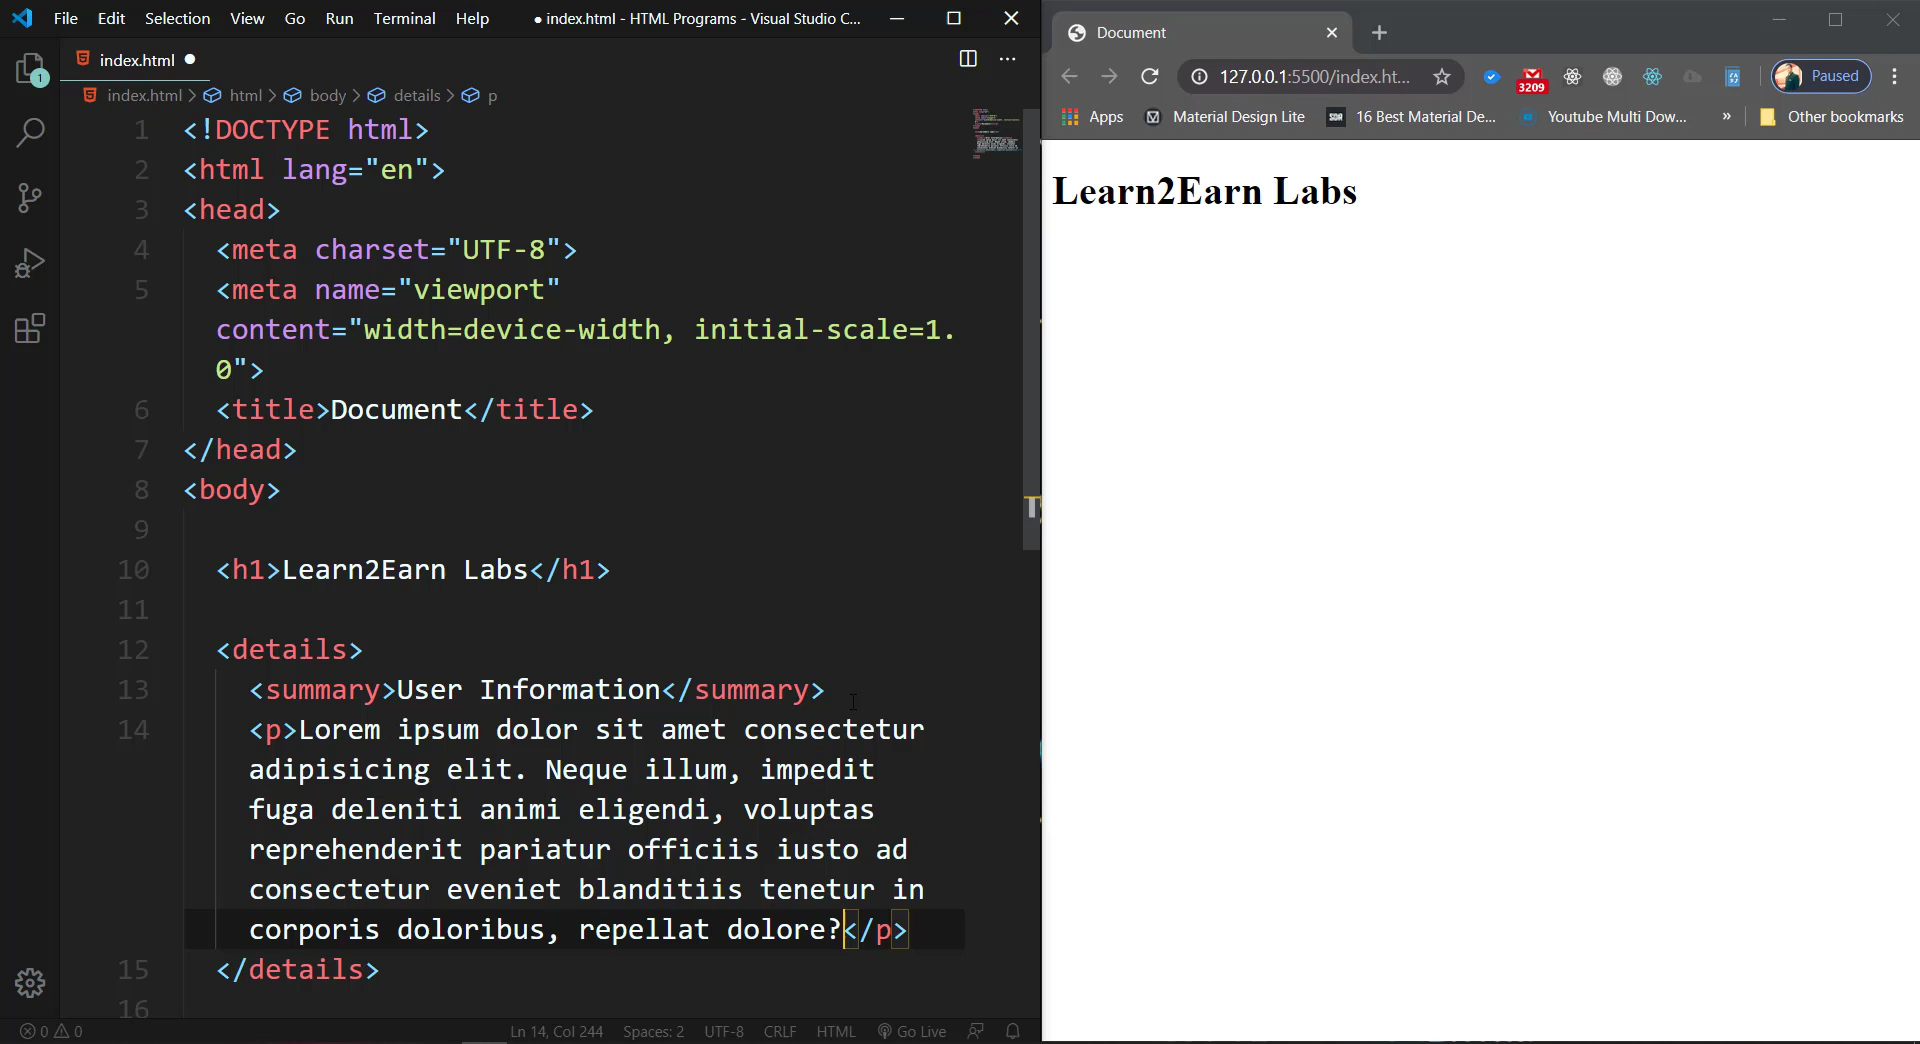 File Edit Selection View Go Run Terminal Help ● index.html - HTML Programs - Visual Studio C...
index.html ●
index.html > html > body > details > p
1 <!DOCTYPE html>
2 <html lang="en">
3 <head>
4 <meta charset="UTF-8">
5 <meta name="viewport"
content="width=device-width, initial-scale=1.
0">
6 <title>Document</title>
7 </head>
8 <body>
9
10 <h1>Learn2Earn Labs</h1>
11
12 <details>
13 <summary>User Information</summary>
14 <p>Lorem ipsum dolor sit amet consectetur
adipisicing elit. Neque illum, impedit
fuga deleniti animi eligendi, voluptas
reprehenderit pariatur officiis iusto ad
consectetur eveniet blanditiis tenetur in
corporis doloribus, repellat dolore?</p>
15 </details>
16
1
0 0 Ln 14, Col 244 Spaces: 2 UTF-8 CRLF HTML Go Live
Document
127.0.0.1:5500/index.ht... 3209 Paused
Apps Material Design Lite SDR 16 Best Material De... Youtube Multi Dow... » Other bookmarks
Learn2Earn Labs